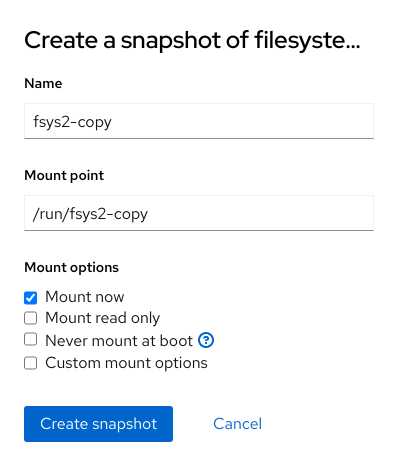 Create a snapshot of filesyste...
Name
fsys2-copy
Mount point
/run/fsys2-copy
Mount options
Mount now
Mount read only
Never mount at boot ?
Custom mount options
Create snapshot Cancel